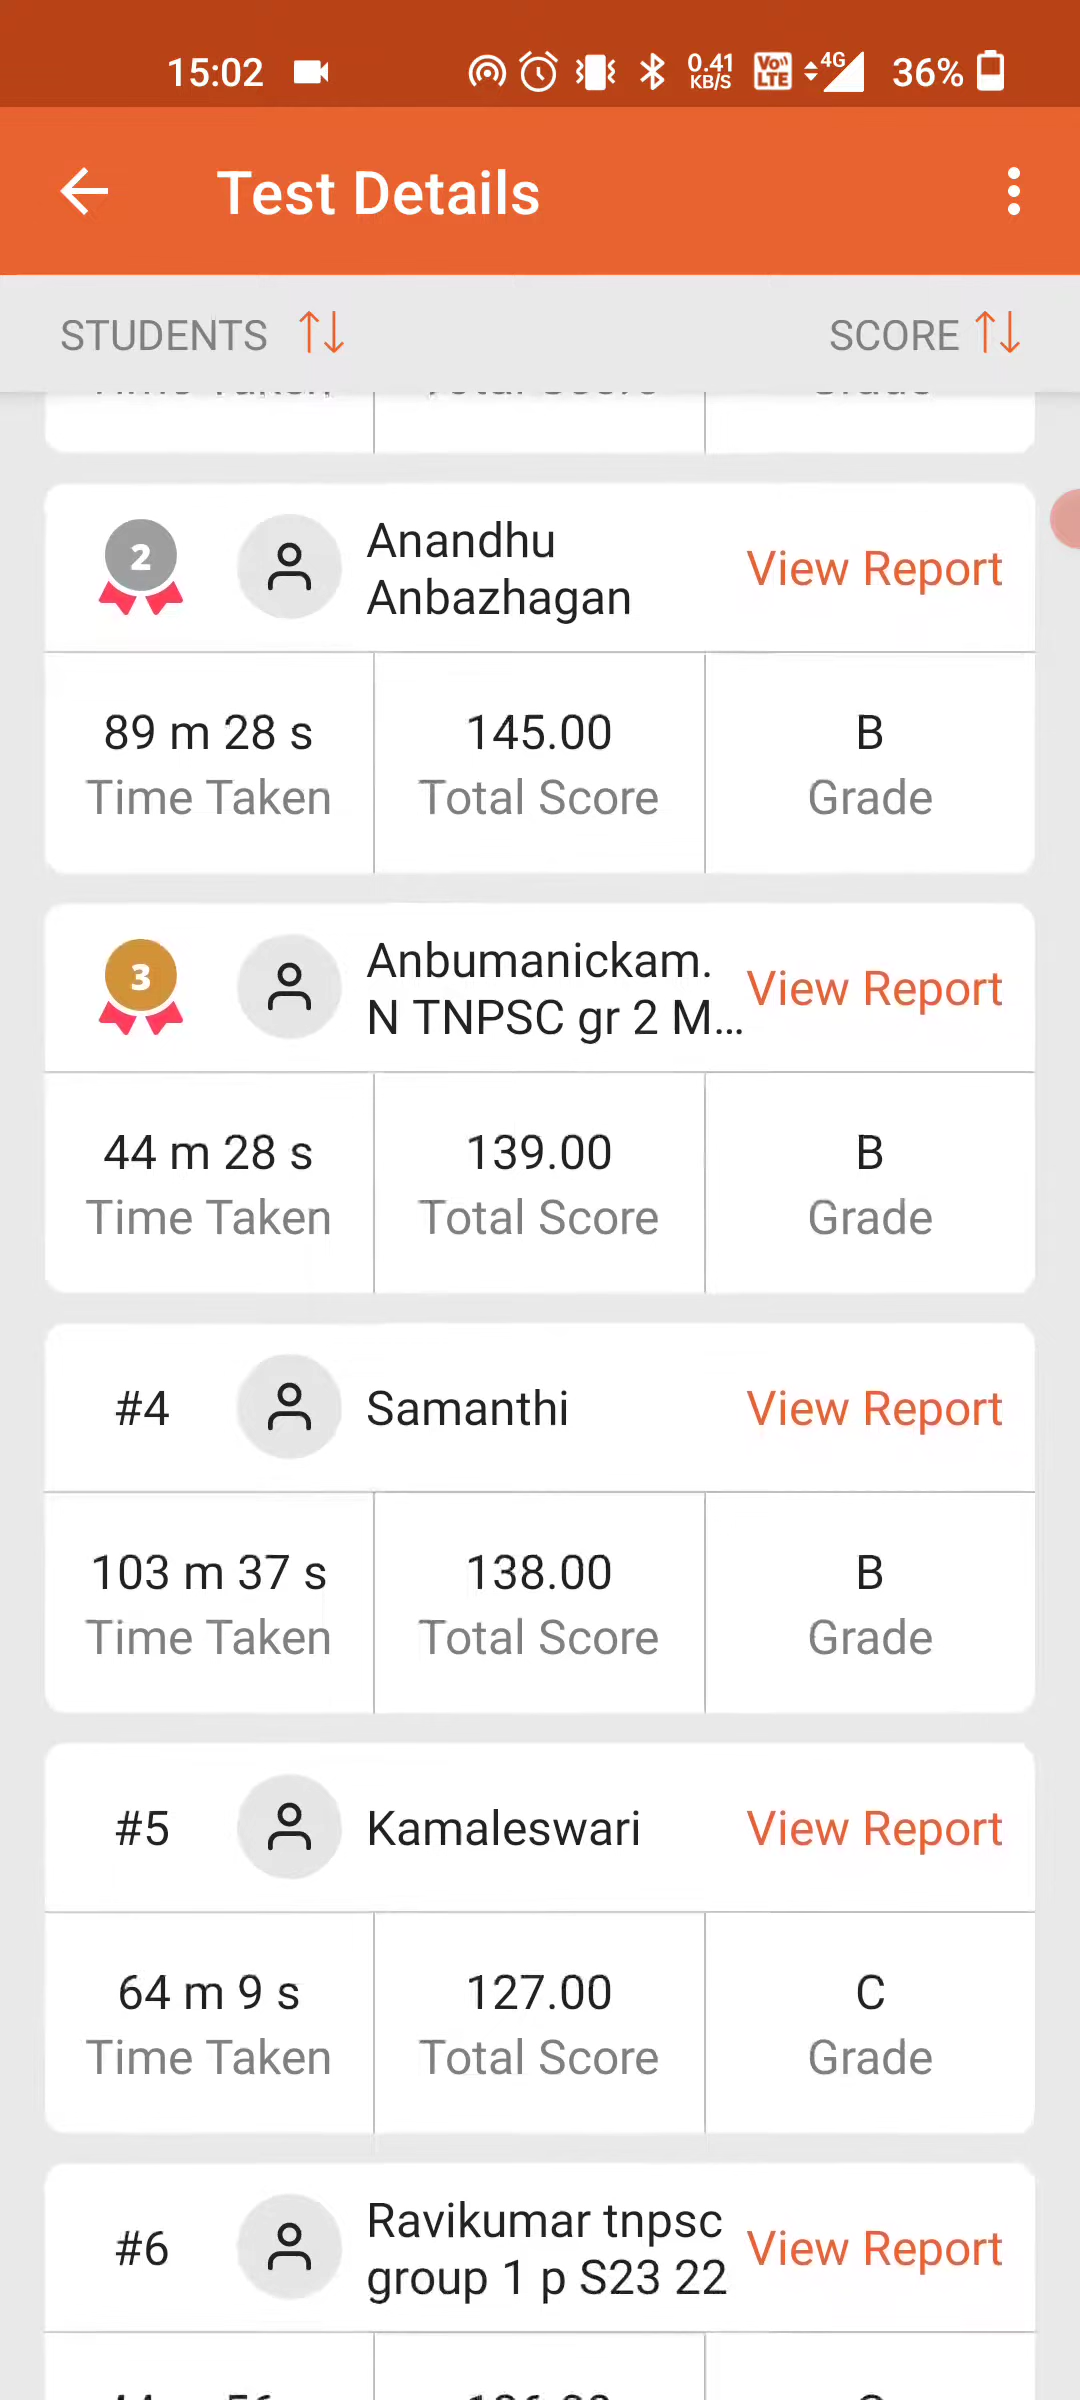 15:02 0.41 KB/S VoLTE 4G 36%
Test Details
STUDENTS SCORE
2 Anandhu
Anbazhagan View Report
89 m 28 s 145.00 B
Time Taken Total Score Grade
3 Anbumanickam.
N TNPSC gr 2 M... View Report
44 m 28 s 139.00 B
Time Taken Total Score Grade
#4 Samanthi View Report
103 m 37 s 138.00 B
Time Taken Total Score Grade
#5 Kamaleswari View Report
64 m 9 s 127.00 C
Time Taken Total Score Grade
#6 Ravikumar tnpsc
group 1 p S23 22 View Report